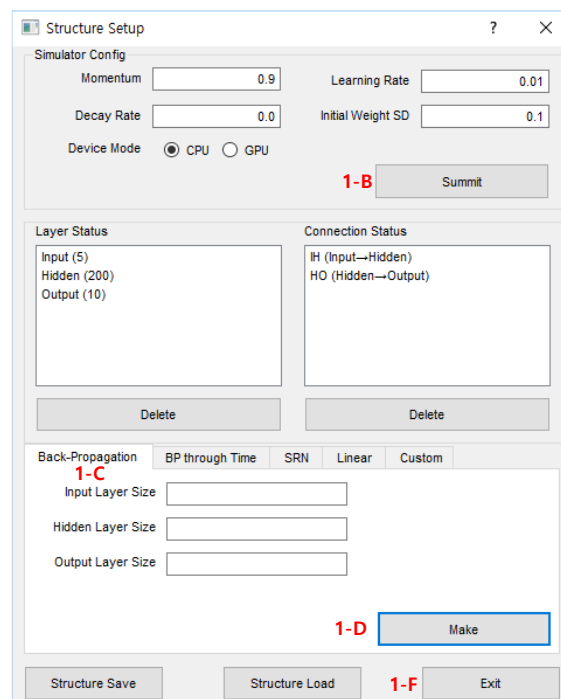 Structure Setup ? ×
Simulator Config
Momentum 0.9 Learning Rate 0.01
Decay Rate 0.0 Initial Weight SD 0.1
Device Mode CPU GPU
1-B Summit
Layer Status Connection Status
Input (5) IH (Input→Hidden)
Hidden (200) HO (Hidden→Output)
Output (10)
Delete Delete
Back-Propagation BP through Time SRN Linear Custom
1-C
Input Layer Size
Hidden Layer Size
Output Layer Size
1-D Make
Structure Save Structure Load 1-F Exit